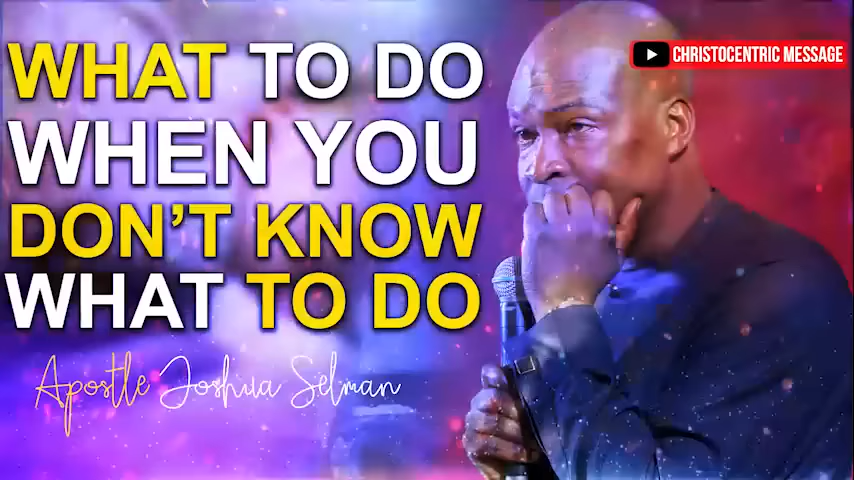 WHAT TO DO
WHEN YOU
DON'T KNOW
WHAT TO DO
Apostle Joshua Selman
CHRISTOCENTRIC MESSAGE